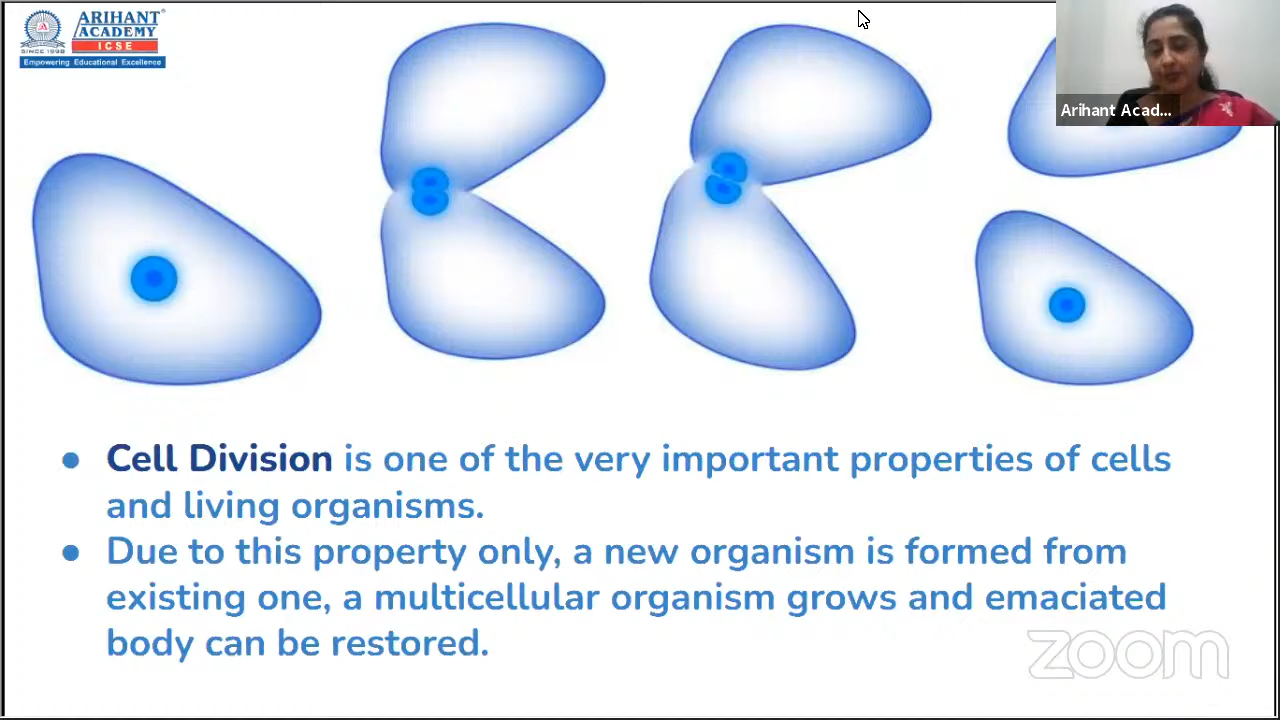 ARIHANT
ACADEMY
ICSE
SINCE 1998
Empowering Educational Excellence
Arihant Acad...
● Cell Division is one of the very important properties of cells
and living organisms.
● Due to this property only, a new organism is formed from
existing one, a multicellular organism grows and emaciated
body can be restored.
zoom